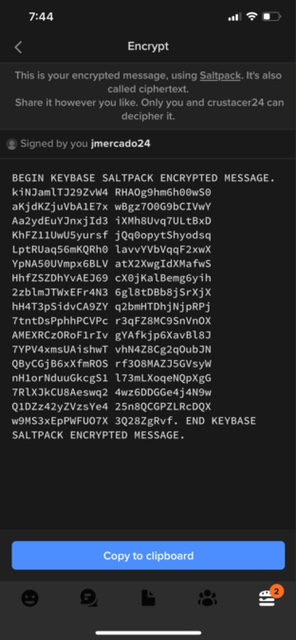 7:44
Encrypt
This is your encrypted message, using Saltpack. It's also
called ciphertext.
Share it however you like. Only you and crustacer24 can
decipher it.
Signed by you jmercado24
BEGIN KEYBASE SALTPACK ENCRYPTED MESSAGE.
kiNJamlTJ29ZvW4 RHAOg9hm6h00wS0
aKjdKZjuVbA1E7x wBgz7O0G9bCIVwY
Aa2ydEuYJnxjId3 iXMh8Uvq7ULtBxD
KhFZ11UwU5yursf jQq0opytShyodsq
LptRUaq56mKQRh0 lavvYVbVqqF2xwX
YpNA50UVmpx6BLV atX2XwgIdXMafwS
HhfZSZDhYvAEJ69 cX0jKalBemg6yih
2zblmJTWxEFr4N3 6gl8tDBb8jSrXjX
hH4T3pSidvCA9ZY q2bmHTDhjNjpRPj
7tntDsPphhPCVPc r3qFZ8MC9SnVnOX
AMEXRCzORoF1rIv gYAfkjp6XavBl8J
7YPV4xmsUAishwT vhN4Z8Cg2qOubJN
QByCGjB6xXfmROS rf3O8MAZJ5GVsyW
nH1orNduuGkcgS1 l73mLXoqeNQpXgG
7RlXJkCU8Aeswq2 4wz6DDGGe4j4N9w
Q1DZz42yZVzsYe4 25n8QCGPZLRcDQX
w9MS3xEpPWFUO7X 3Q28ZgRvf. END KEYBASE
SALTPACK ENCRYPTED MESSAGE.
Copy to clipboard
2